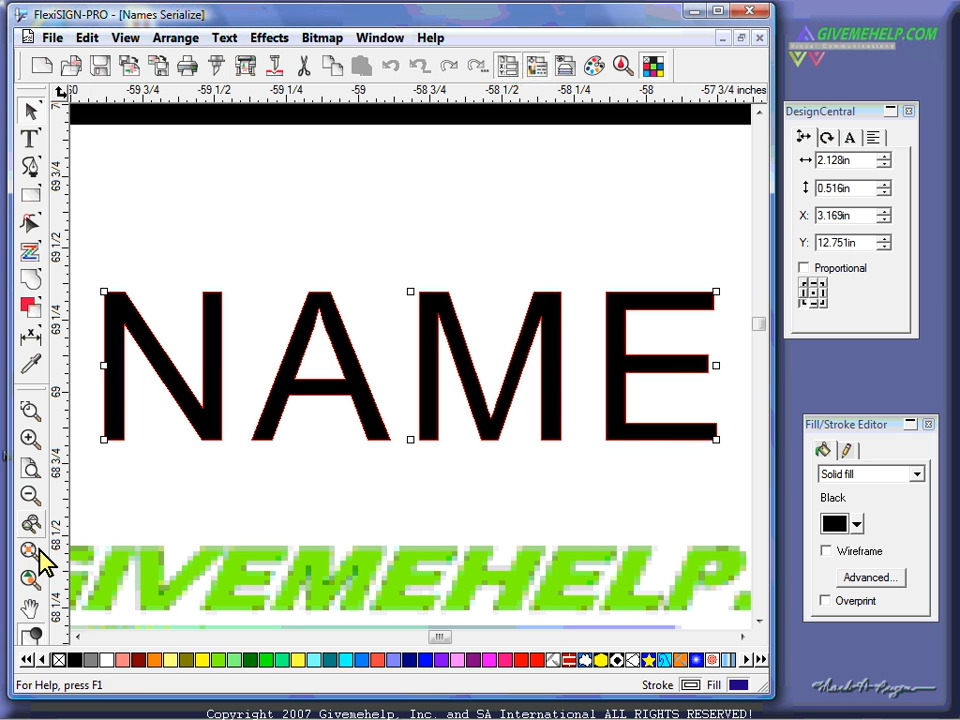 FlexiSIGN-PRO - [Names Serialize]
GIVEMEHELP.COM
Visual Communications
File Edit View Arrange Text Effects Bitmap Window Help
-59 3/4 -59 1/2 -59 1/4 -59 -58 3/4 -58 1/2 -58 1/4 -58 -57 3/4 inches
69 3/4
69 1/2
69 1/4
69
68 3/4
68 1/2
68 1/4
NAME
GIVEMEHELP.
DesignCentral
2.128in
0.516in
X: 3.169in
Y: 12.751in
Proportional
Fill/Stroke Editor
Solid fill
Black
Wireframe
Advanced...
Overprint
For Help, press F1
Stroke Fill
Copyright 2007 Givemehelp, Inc. and SA International ALL RIGHTS RESERVED!